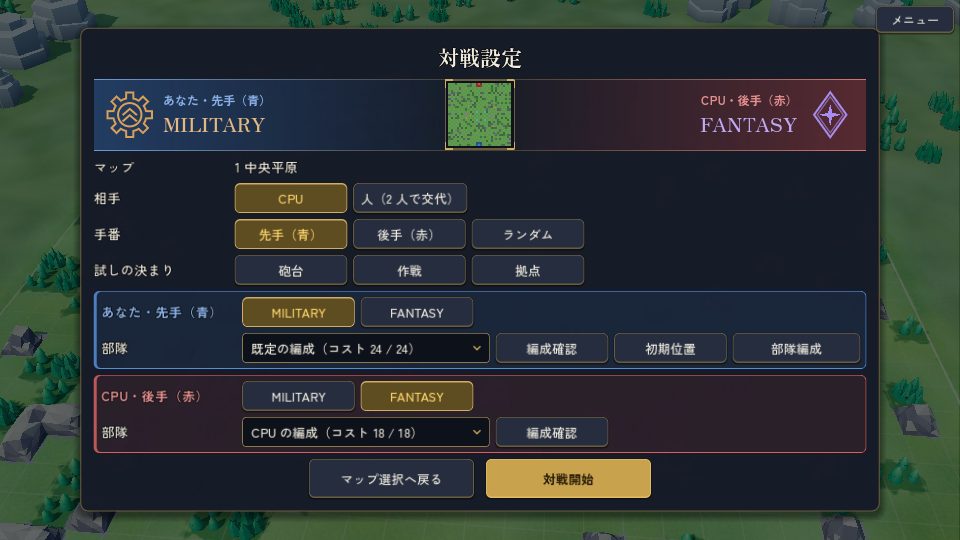 メニュー
対戦設定
あなた・先手（青）
MILITARY
CPU・後手（赤）
FANTASY
マップ 1 中央平原
相手 CPU 人（2 人で交代）
手番 先手（青） 後手（赤） ランダム
試しの決まり 砲台 作戦 拠点
あなた・先手（青） MILITARY FANTASY
部隊 既定の編成（コスト 24 / 24） 編成確認 初期位置 部隊編成
CPU・後手（赤） MILITARY FANTASY
部隊 CPU の編成（コスト 18 / 18） 編成確認
マップ選択へ戻る 対戦開始